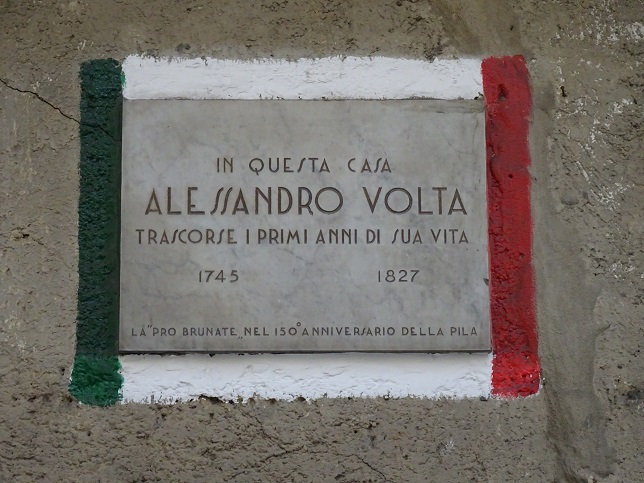 IN QUESTA CASA
ALESSANDRO VOLTA
TRASCORSE I PRIMI ANNI DI SUA VITA
1745 1827
LA "PRO BRUNATE„ NEL 150° ANNIVERSARIO DELLA PILA